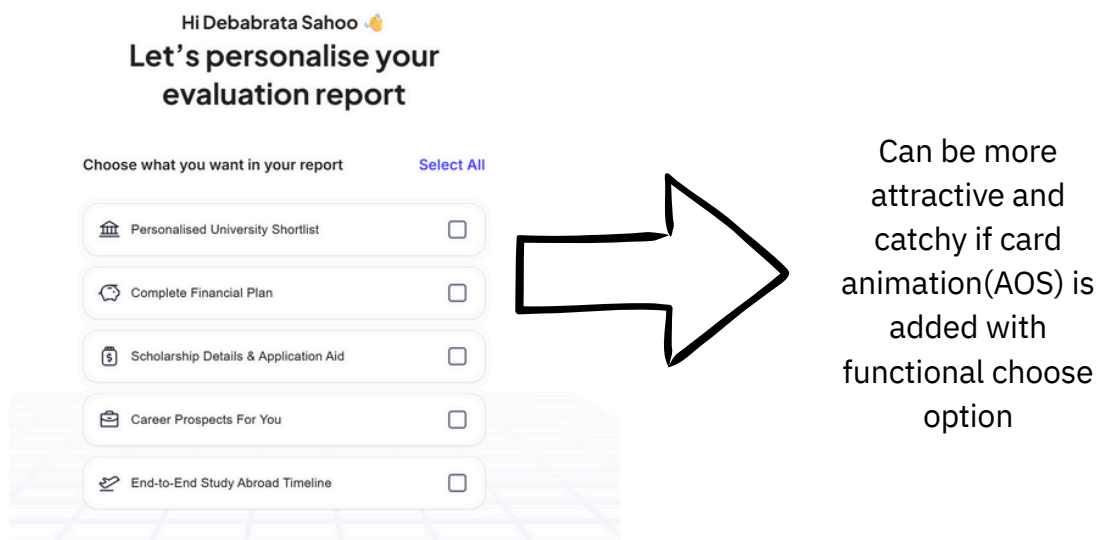 Hi Debabrata Sahoo 👋
Let’s personalise your
evaluation report
Choose what you want in your report
Select All
Personalised University Shortlist
Complete Financial Plan
Scholarship Details & Application Aid
Career Prospects For You
End-to-End Study Abroad Timeline
Can be more
attractive and
catchy if card
animation(AOS) is
added with
functional choose
option